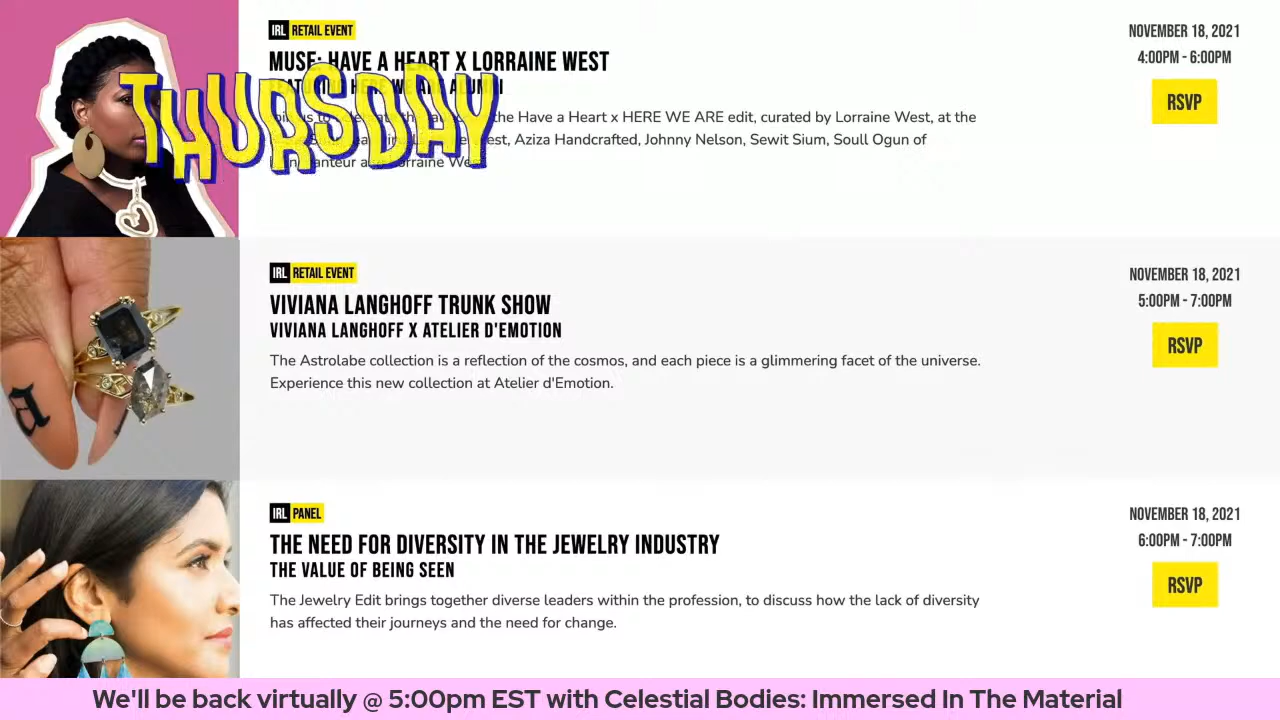 IRL RETAIL EVENT
MUSE: HAVE A HEART X LORRAINE WEST
FEATURING HERE WE ARE ALUMNI
THURSDAY
the Have a Heart x HERE WE ARE edit, curated by Lorraine West, at the
Aziza Handcrafted, Johnny Nelson, Sewit Sium, Soull Ogun of
Lorraine West
NOVEMBER 18, 2021
4:00PM - 6:00PM
RSVP
IRL RETAIL EVENT
VIVIANA LANGHOFF TRUNK SHOW
VIVIANA LANGHOFF X ATELIER D'EMOTION
The Astrolabe collection is a reflection of the cosmos, and each piece is a glimmering facet of the universe.
Experience this new collection at Atelier d'Emotion.
NOVEMBER 18, 2021
5:00PM - 7:00PM
RSVP
IRL PANEL
THE NEED FOR DIVERSITY IN THE JEWELRY INDUSTRY
THE VALUE OF BEING SEEN
The Jewelry Edit brings together diverse leaders within the profession, to discuss how the lack of diversity
has affected their journeys and the need for change.
NOVEMBER 18, 2021
6:00PM - 7:00PM
RSVP
a
We'll be back virtually @ 5:00pm EST with Celestial Bodies: Immersed In The Material